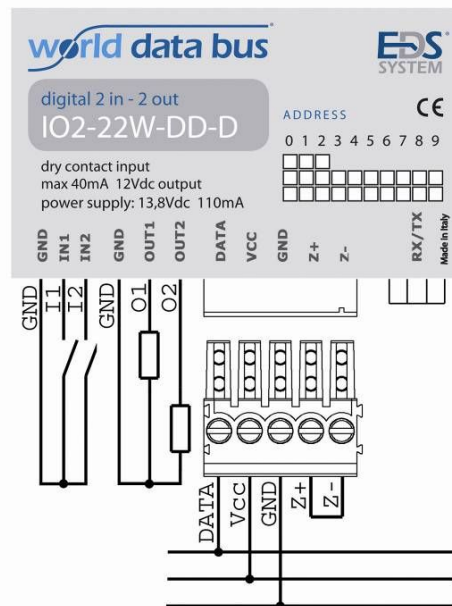 world data bus
EDS
SYSTEM
digital 2 in - 2 out
IO2-22W-DD-D
ADDRESS
CE
0 1 2 3 4 5 6 7 8 9
dry contact input
max 40mA 12Vdc output
power supply: 13,8Vdc 110mA
GND IN1 IN2 GND OUT1 OUT2 DATA VCC GND Z+ Z- RX/TX Made in Italy
GND I1 I2 GND O1 O2
DATA Vcc GND Z+ Z-